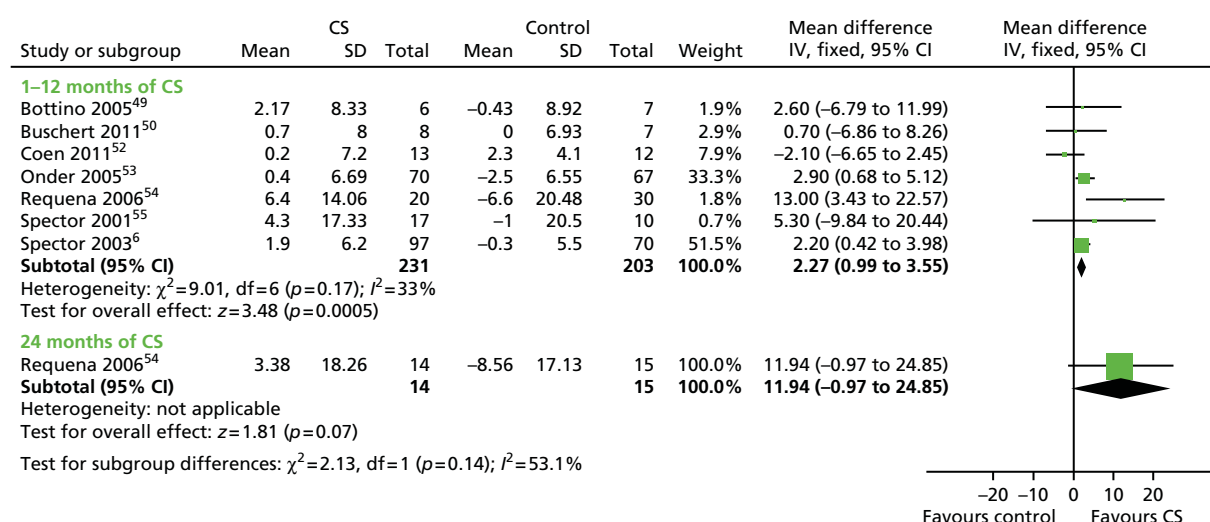 CS Control Mean difference Mean difference
Study or subgroup Mean SD Total Mean SD Total Weight IV, fixed, 95% CI IV, fixed, 95% CI
1–12 months of CS
Bottino 2005⁴⁹ 2.17 8.33 6 –0.43 8.92 7 1.9% 2.60 (–6.79 to 11.99)
Buschert 2011⁵⁰ 0.7 8 8 0 6.93 7 2.9% 0.70 (–6.86 to 8.26)
Coen 2011⁵² 0.2 7.2 13 2.3 4.1 12 7.9% –2.10 (–6.65 to 2.45)
Onder 2005⁵³ 0.4 6.69 70 –2.5 6.55 67 33.3% 2.90 (0.68 to 5.12)
Requena 2006⁵⁴ 6.4 14.06 20 –6.6 20.48 30 1.8% 13.00 (3.43 to 22.57)
Spector 2001⁵⁵ 4.3 17.33 17 –1 20.5 10 0.7% 5.30 (–9.84 to 20.44)
Spector 2003⁶ 1.9 6.2 97 –0.3 5.5 70 51.5% 2.20 (0.42 to 3.98)
Subtotal (95% CI) 231 203 100.0% 2.27 (0.99 to 3.55)
Heterogeneity: χ²=9.01, df=6 (p=0.17); I²=33%
Test for overall effect: z=3.48 (p=0.0005)
24 months of CS
Requena 2006⁵⁴ 3.38 18.26 14 –8.56 17.13 15 100.0% 11.94 (–0.97 to 24.85)
Subtotal (95% CI) 14 15 100.0% 11.94 (–0.97 to 24.85)
Heterogeneity: not applicable
Test for overall effect: z=1.81 (p=0.07)
Test for subgroup differences: χ²=2.13, df=1 (p=0.14); I²=53.1%
–20 –10 0 10 20
Favours control Favours CS